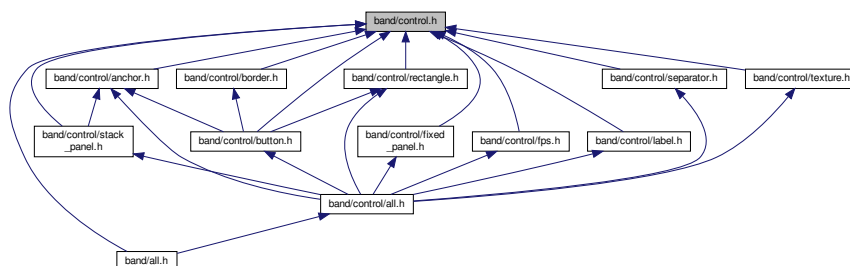 band/control.h
band/control/anchor.h
band/control/border.h
band/control/rectangle.h
band/control/separator.h
band/control/texture.h
band/control/stack
_panel.h
band/control/button.h
band/control/fixed
_panel.h
band/control/fps.h
band/control/label.h
band/control/all.h
band/all.h